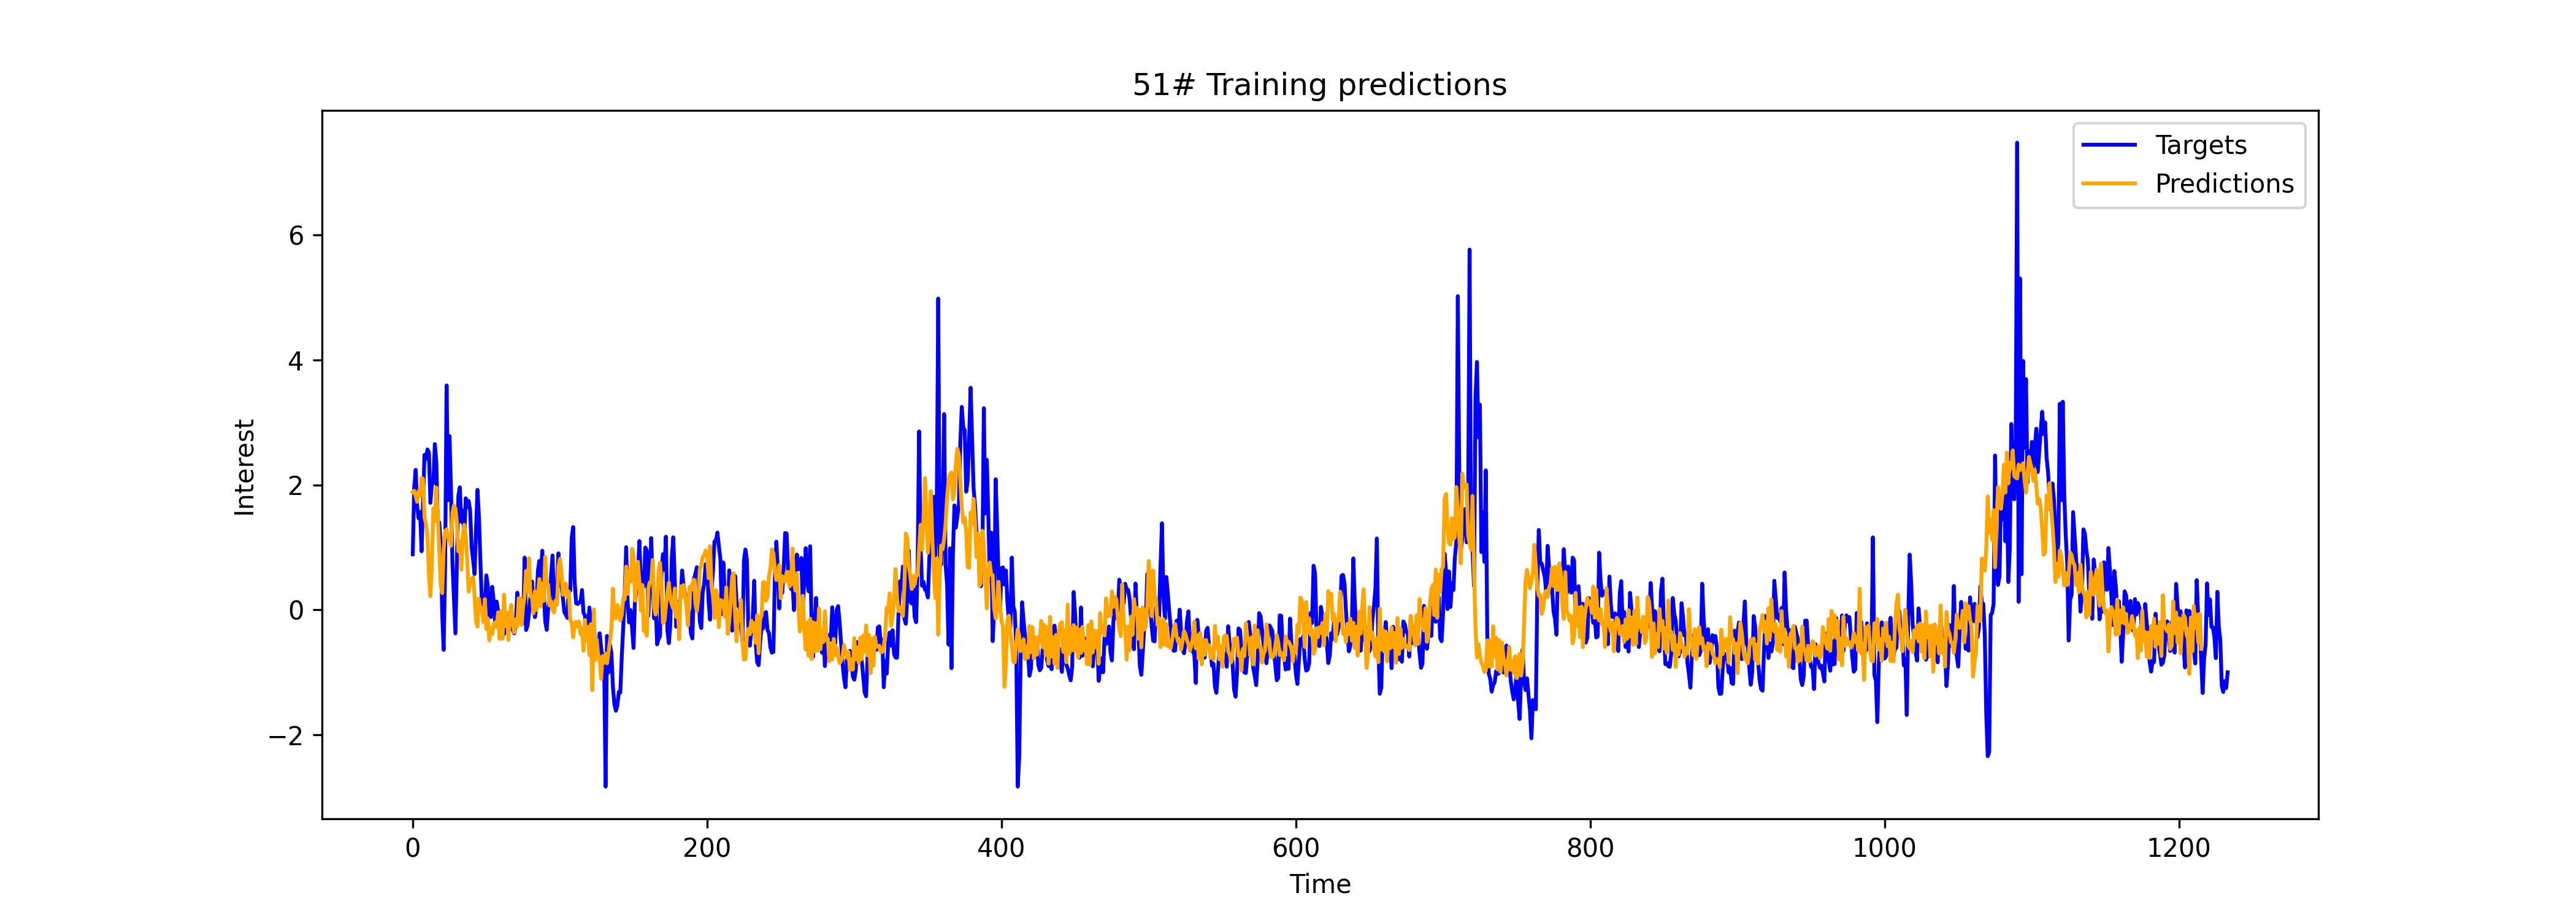 51# Training predictions
Targets
Predictions
Interest
6
4
2
0
−2
0 200 400 600 800 1000 1200
Time